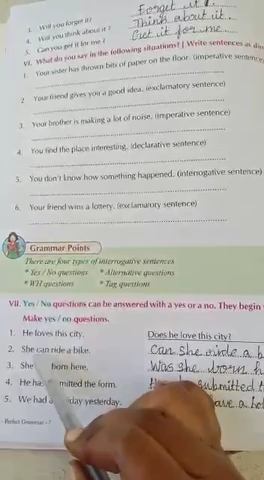 3. Will you forget it? Forget it!
4. Will you think about it? Think about it.
5. Can you get it for me? Get it for me.
VI. What do you say in the following situations? Write sentences as
1. Your sister has thrown bits of paper on the floor. (imperative sentence)
2. Your friend gives you a good idea. (exclamatory sentence)
3. Your brother is making a lot of noise. (imperative sentence)
4. You find the place interesting. (declarative sentence)
5. You don't know how something happened. (interrogative sentence)
6. Your friend wins a lottery. (exclamatory sentence)
Grammar Points
There are four types of interrogative sentences
* Yes / No questions * Alternative questions
* WH questions * Tag questions
VII. Yes / No questions can be answered with a yes or a no. They begin
Make yes / no questions.
1. He loves this city. Does he love this city?
2. She can ride a bike. Can she ride a
3. She born here. Was she born
4. He the form. submitted
5. We had a yesterday. have a